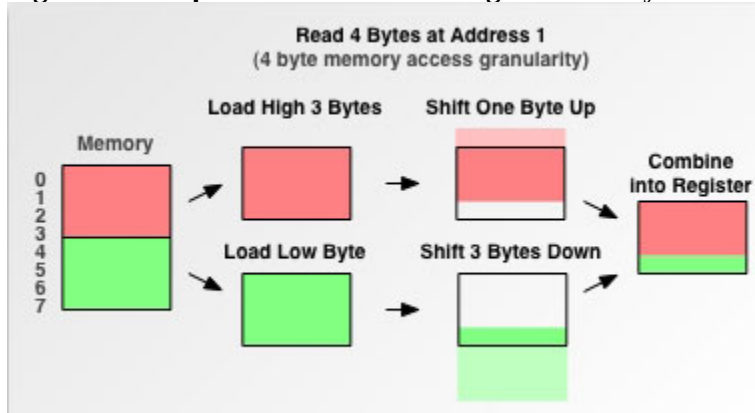 Read 4 Bytes at Address 1
(4 byte memory access granularity)
Load High 3 Bytes
Shift One Byte Up
Memory
Combine
into Register
0
1
2
3
4
5
6
7
Load Low Byte
Shift 3 Bytes Down